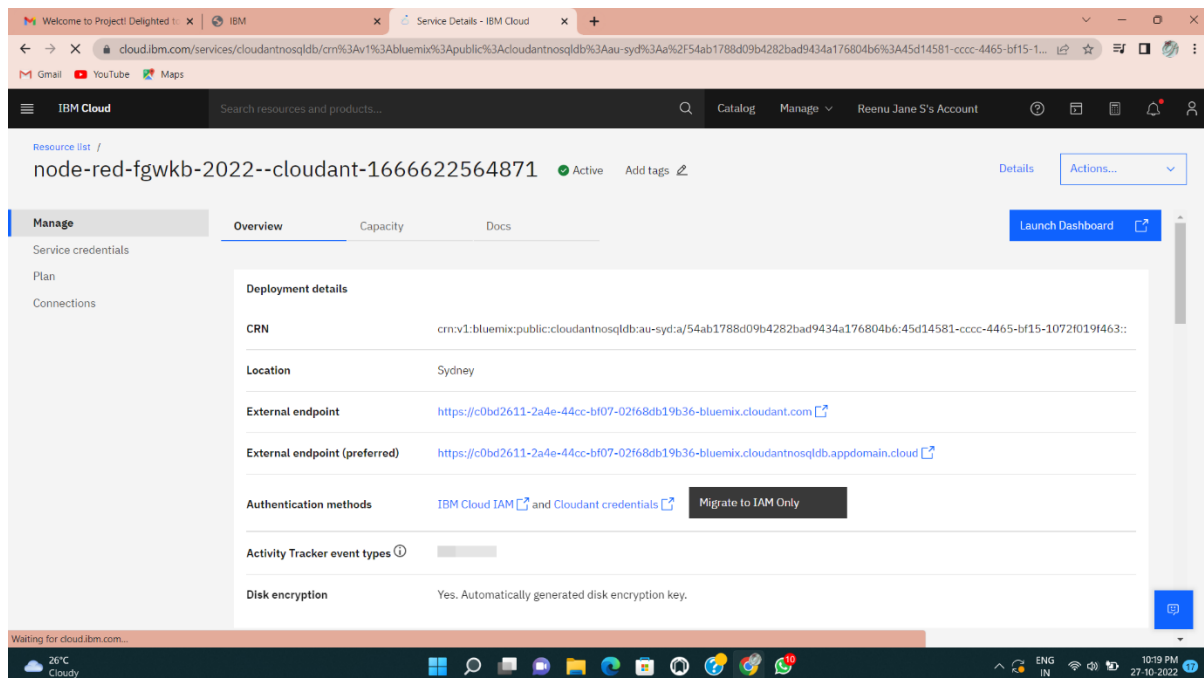 Welcome to Project! Delighted to
IBM
Service Details - IBM Cloud
cloud.ibm.com/services/cloudantnosqldb/crn%3Av1%3Abluemix%3Apublic%3Acloudantnosqldb%3Aau-syd%3Aa%2F54ab1788d09b4282bad9434a176804b6%3A45d14581-cccc-4465-bf15-1...
Gmail YouTube Maps
IBM Cloud Search resources and products... Catalog Manage Reenu Jane S's Account
Resource list /
node-red-fgwkb-2022--cloudant-1666622564871 Active Add tags Details Actions...
Manage Overview Capacity Docs Launch Dashboard
Service credentials
Plan
Connections
Deployment details
CRN crn:v1:bluemix:public:cloudantnosqldb:au-syd:a/54ab1788d09b4282bad9434a176804b6:45d14581-cccc-4465-bf15-1072f019f463::
Location Sydney
External endpoint https://c0bd2611-2a4e-44cc-bf07-02f68db19b36-bluemix.cloudant.com
External endpoint (preferred) https://c0bd2611-2a4e-44cc-bf07-02f68db19b36-bluemix.cloudantnosqldb.appdomain.cloud
Authentication methods IBM Cloud IAM and Cloudant credentials Migrate to IAM Only
Activity Tracker event types
Disk encryption Yes. Automatically generated disk encryption key.
Waiting for cloud.ibm.com...
26°C
Cloudy
10
ENG
IN
10:19 PM
27-10-2022
17